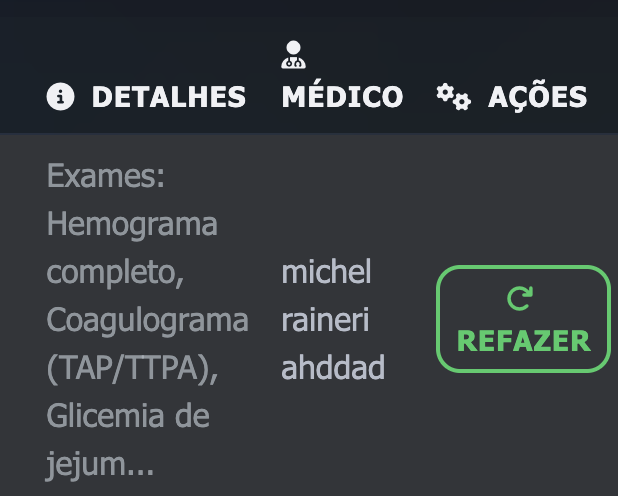 DETALHES
MÉDICO
AÇÕES
Exames:
Hemograma
completo,
Coagulograma
(TAP/TTPA),
Glicemia de
jejum...
michel
raineri
ahddad
REFAZER